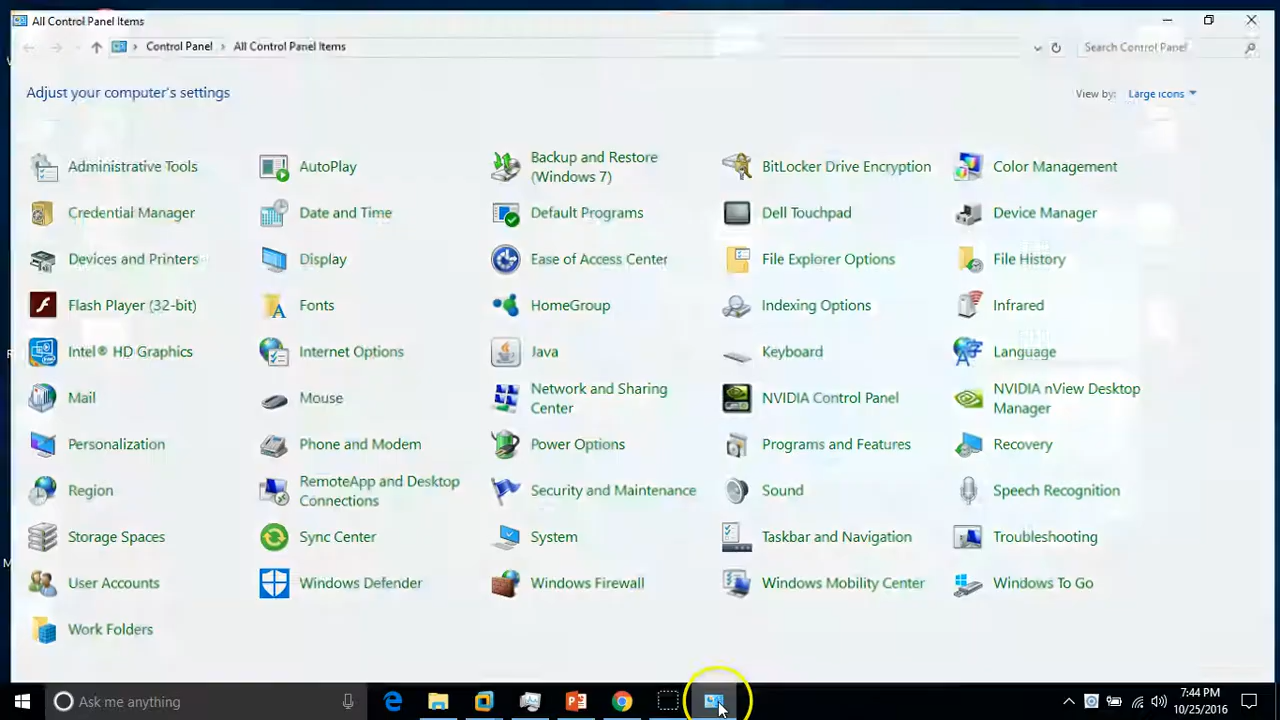 All Control Panel Items
Control Panel > All Control Panel Items
Search Control Panel
Adjust your computer's settings
View by: Large icons
Administrative Tools
AutoPlay
Backup and Restore
(Windows 7)
BitLocker Drive Encryption
Color Management
Credential Manager
Date and Time
Default Programs
Dell Touchpad
Device Manager
Devices and Printers
Display
Ease of Access Center
File Explorer Options
File History
Flash Player (32-bit)
Fonts
HomeGroup
Indexing Options
Infrared
Intel® HD Graphics
Internet Options
Java
Keyboard
Language
Mail
Mouse
Network and Sharing
Center
NVIDIA Control Panel
NVIDIA nView Desktop
Manager
Personalization
Phone and Modem
Power Options
Programs and Features
Recovery
Region
RemoteApp and Desktop
Connections
Security and Maintenance
Sound
Speech Recognition
Storage Spaces
Sync Center
System
Taskbar and Navigation
Troubleshooting
User Accounts
Windows Defender
Windows Firewall
Windows Mobility Center
Windows To Go
Work Folders
Ask me anything
7:44 PM
10/25/2016